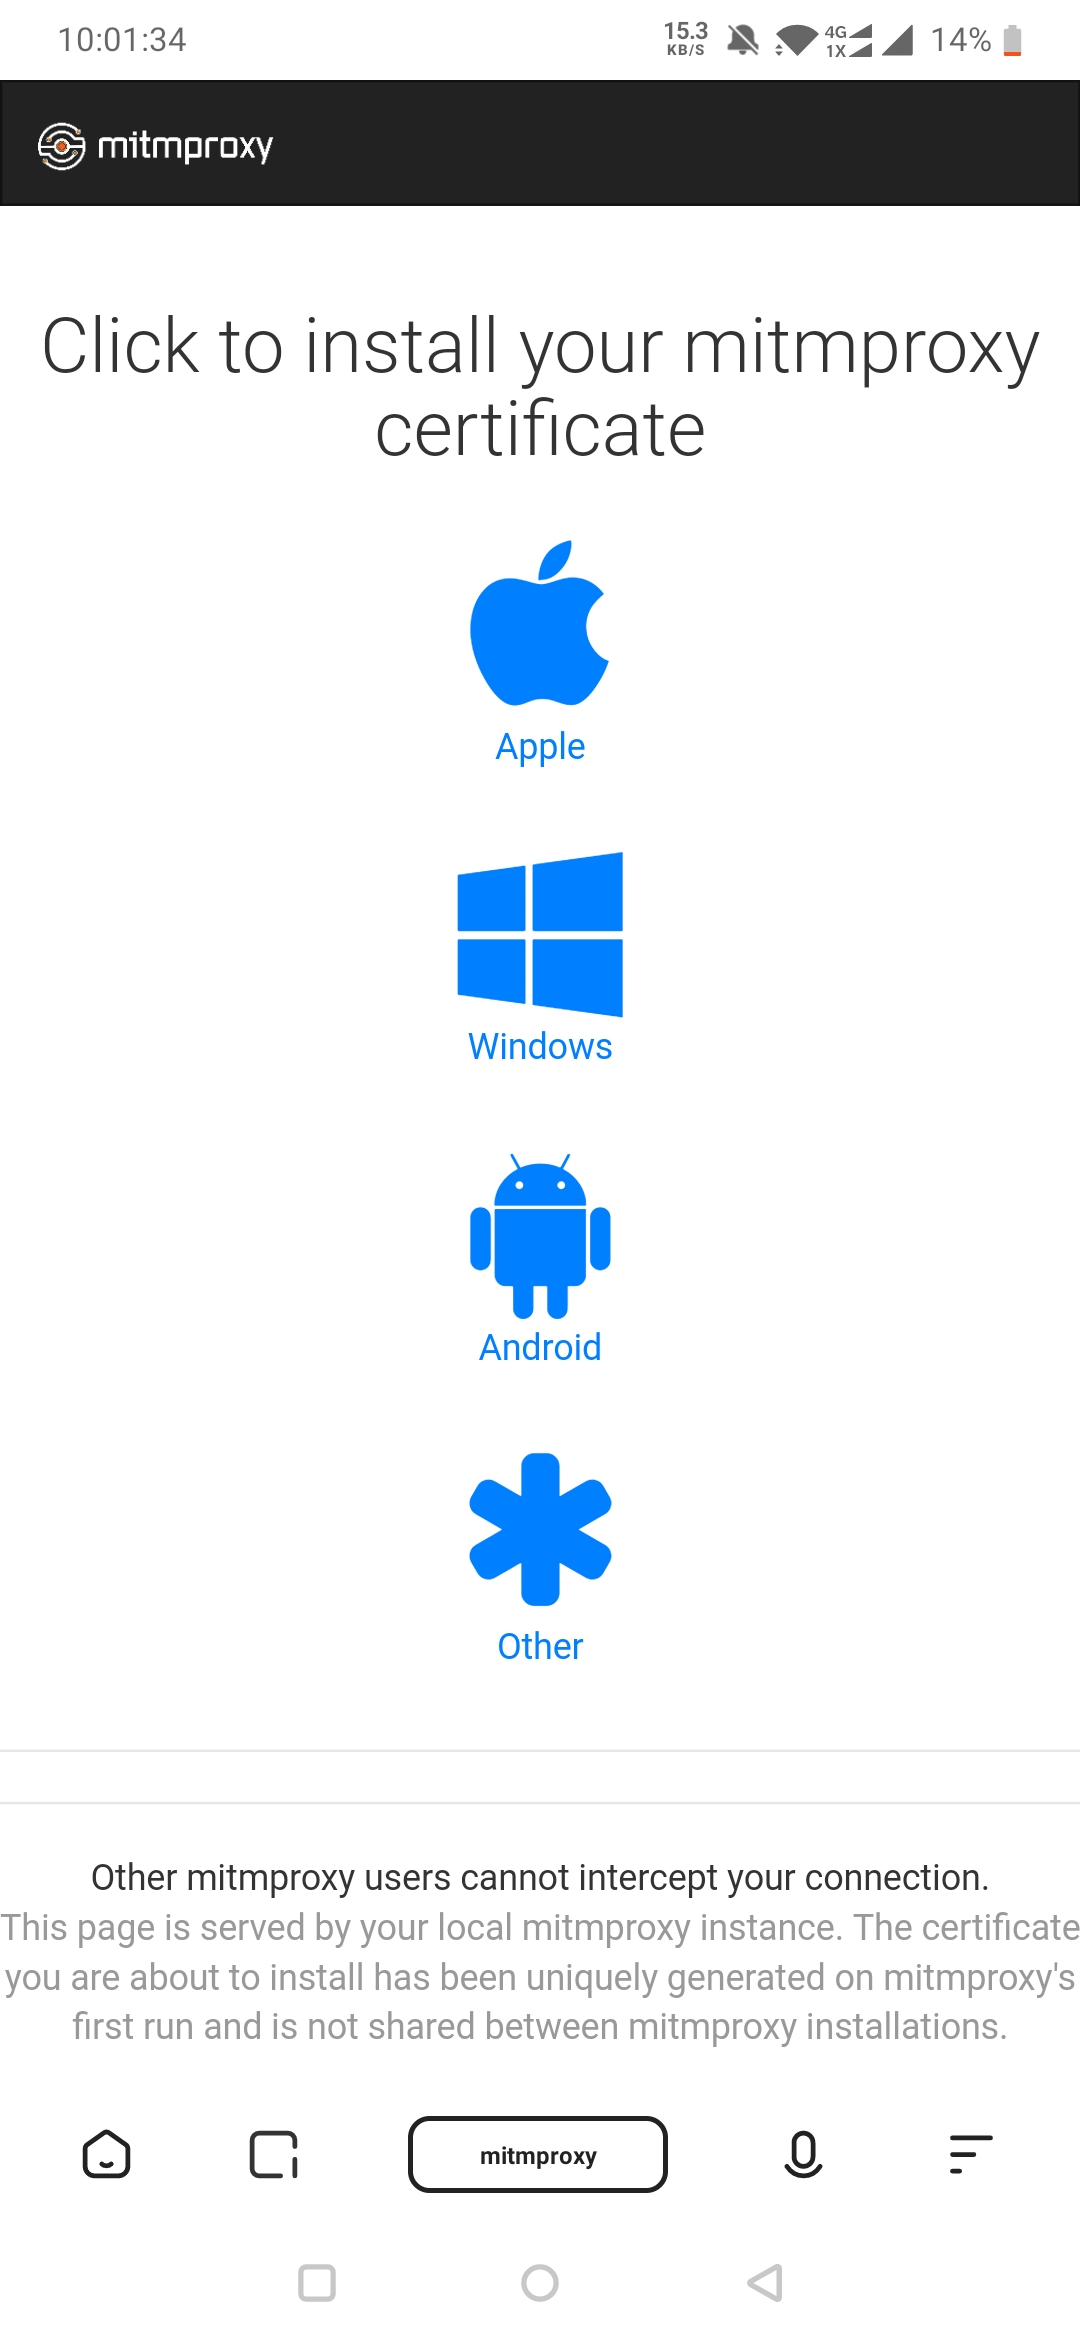 10:01:34
15.3
KB/S
4G
1X
14%
mitmproxy
Click to install your mitmproxy
certificate
Apple
Windows
Android
Other
Other mitmproxy users cannot intercept your connection.
This page is served by your local mitmproxy instance. The certificate
you are about to install has been uniquely generated on mitmproxy's
first run and is not shared between mitmproxy installations.
mitmproxy